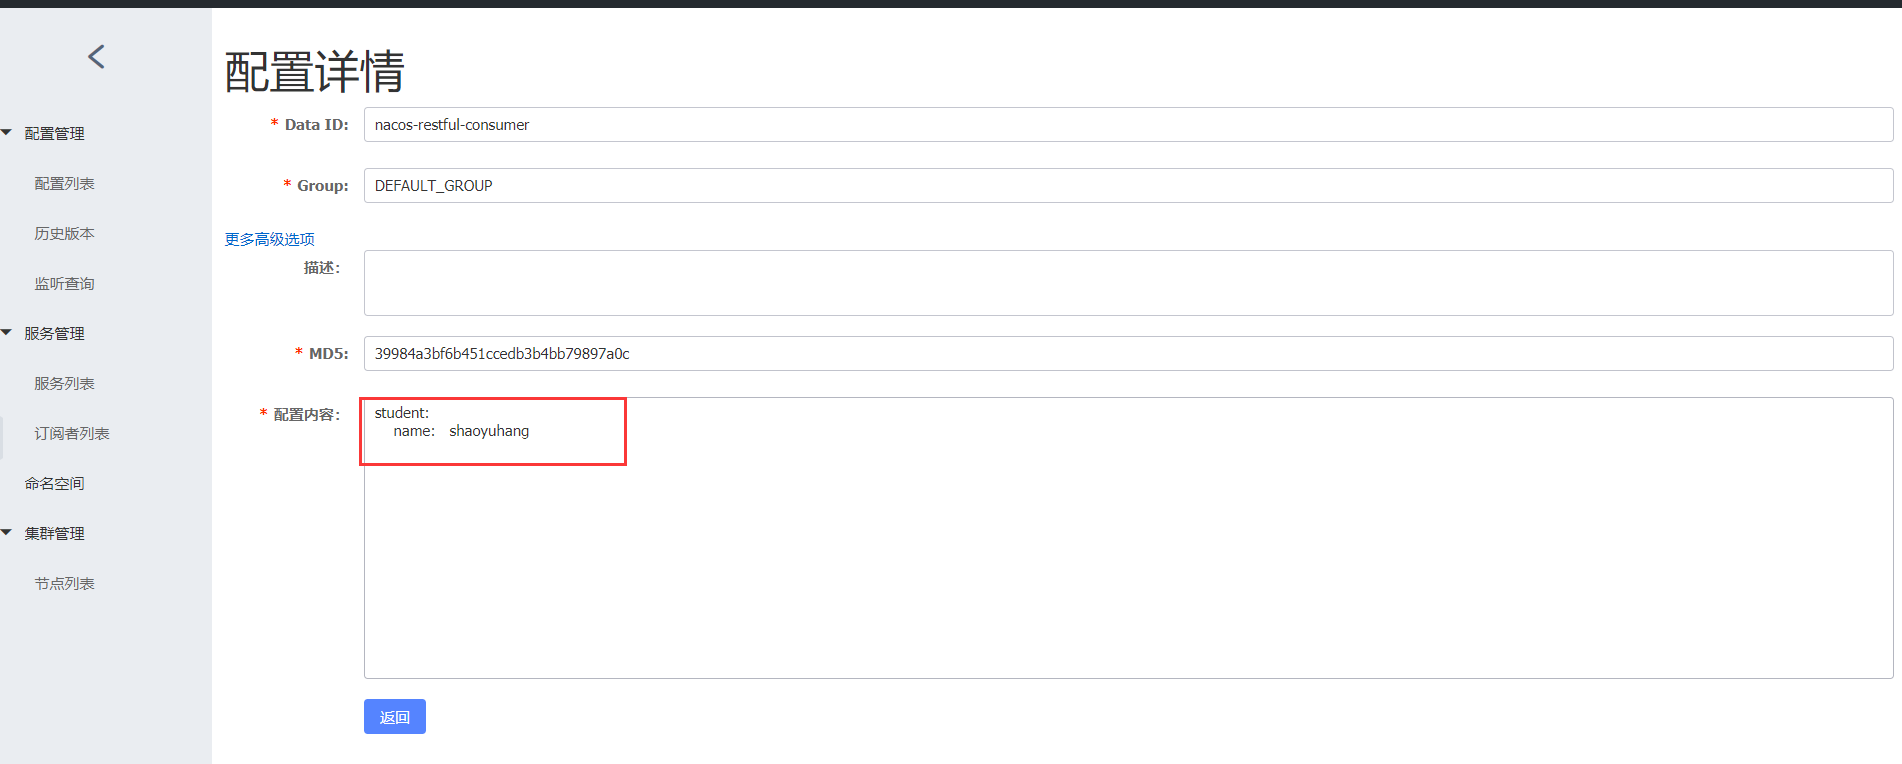 配置管理
配置列表
历史版本
监听查询
服务管理
服务列表
订阅者列表
命名空间
集群管理
节点列表
配置详情
* Data ID: nacos-restful-consumer
* Group: DEFAULT_GROUP
更多高级选项
描述:
* MD5: 39984a3bf6b451ccedb3b4bb79897a0c
* 配置内容: student:
name: shaoyuhang
返回